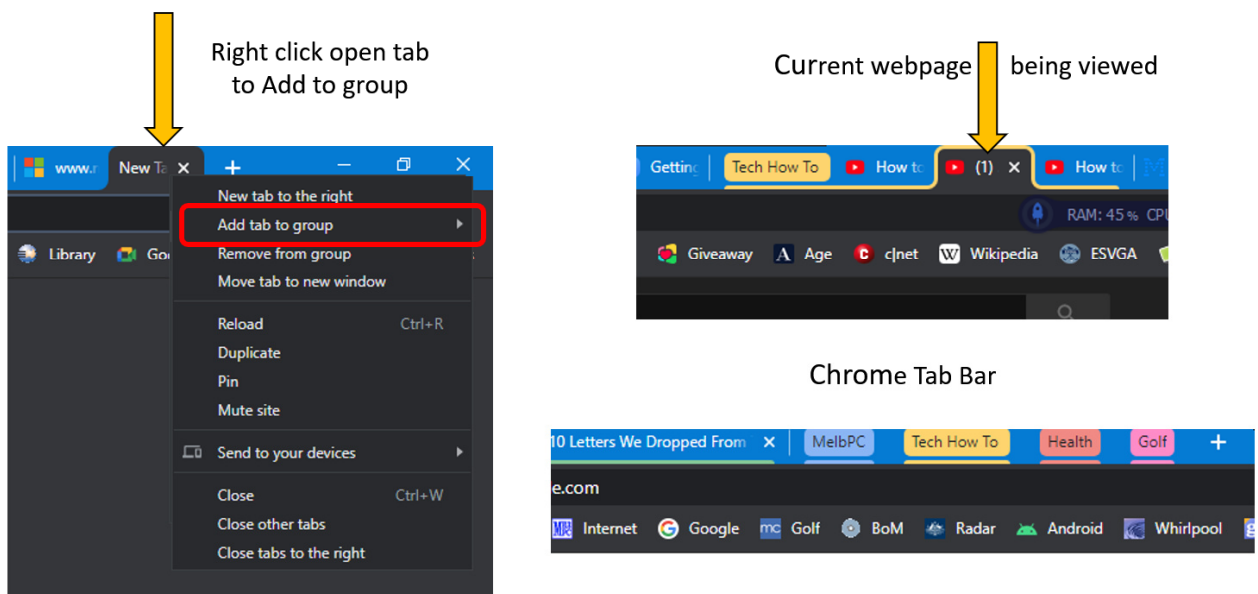 Right click open tab
to Add to group
www.r
New Ta
Library
Goo
New tab to the right
Add tab to group
Remove from group
Move tab to new window
Reload Ctrl+R
Duplicate
Pin
Mute site
Send to your devices
Close Ctrl+W
Close other tabs
Close tabs to the right
Current webpage being viewed
Getting Tech How To How to (1) How to
RAM: 45 % CPU
Giveaway A Age c|net W Wikipedia ESVGA
Chrome Tab Bar
10 Letters We Dropped From MelbPC Tech How To Health Golf
e.com
Internet G Google mc Golf BoM Radar Android Whirlpool g